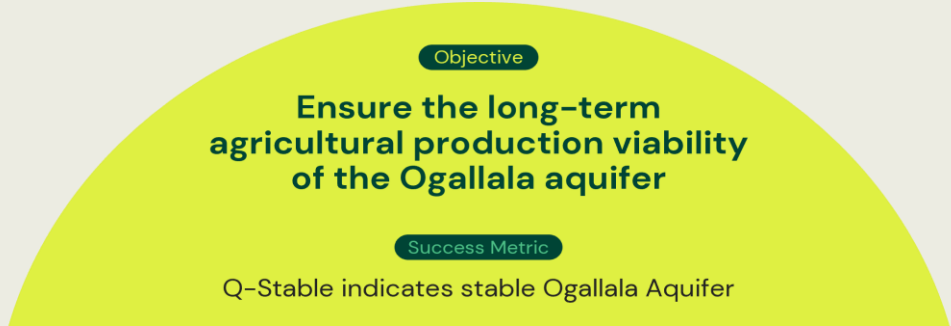 Objective
Ensure the long-term
agricultural production viability
of the Ogallala aquifer
Success Metric
Q-Stable indicates stable Ogallala Aquifer